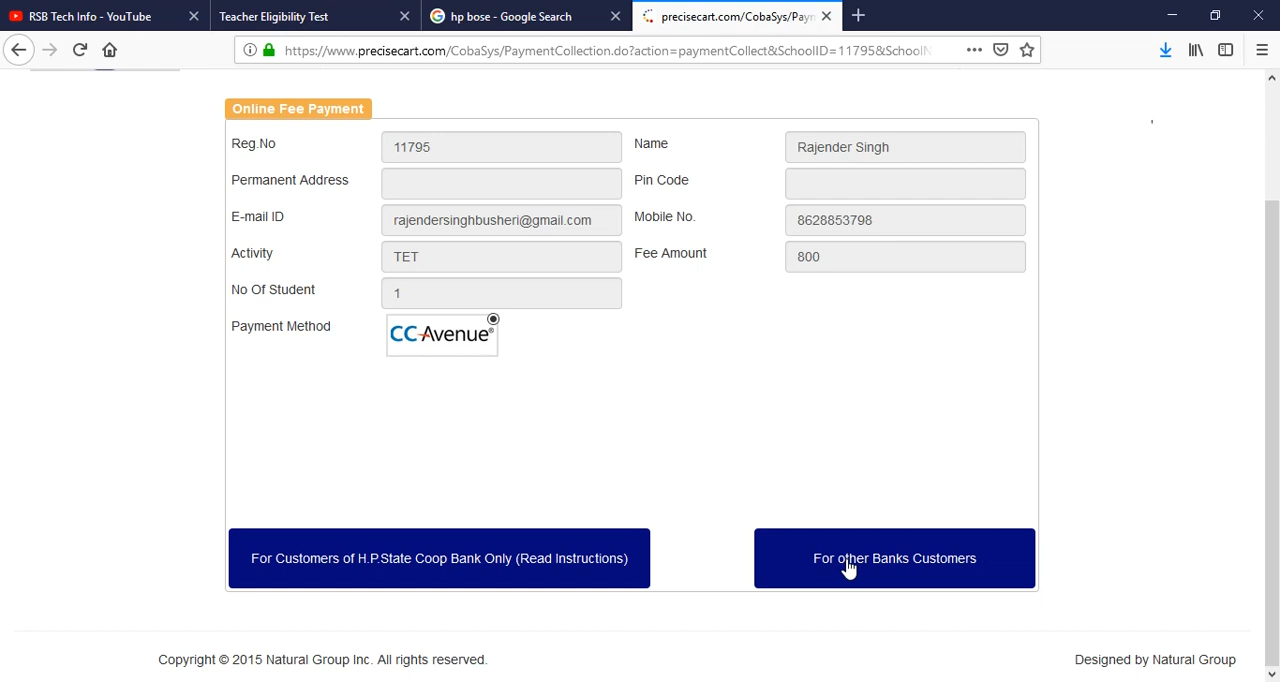 RSB Tech Info - YouTube
Teacher Eligibility Test
hp bose - Google Search
precisecart.com/CobaSys/Payn
https://www.precisecart.com/CobaSys/PaymentCollection.do?action=paymentCollect&SchoolID=11795&SchoolN
Online Fee Payment
Reg.No 11795 Name Rajender Singh
Permanent Address Pin Code
E-mail ID rajendersinghbusheri@gmail.com Mobile No. 8628853798
Activity TET Fee Amount 800
No Of Student 1
Payment Method CCAvenue®
For Customers of H.P.State Coop Bank Only (Read Instructions) For other Banks Customers
Copyright © 2015 Natural Group Inc. All rights reserved. Designed by Natural Group